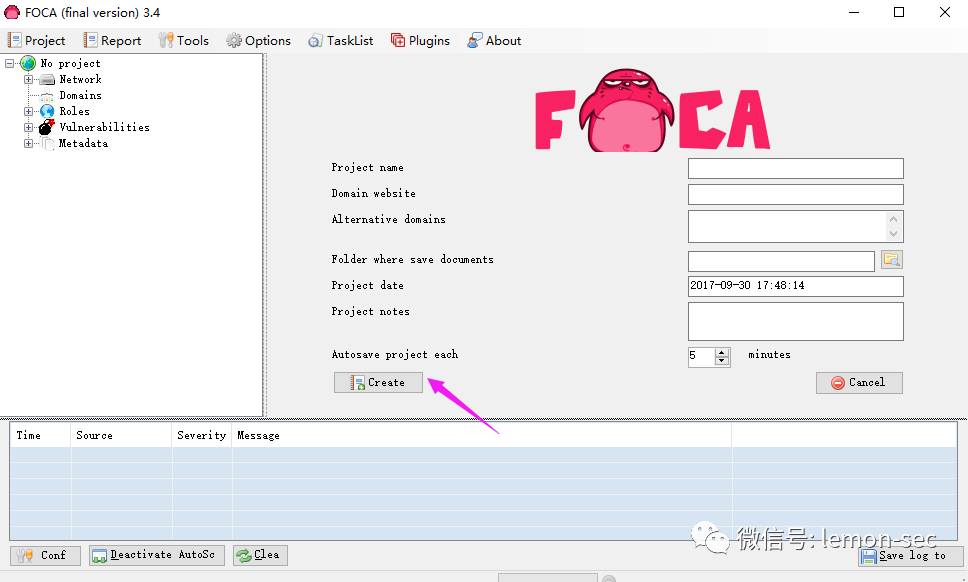 FOCA (final version) 3.4
Project Report Tools Options TaskList Plugins About
No project
Network
Domains
Roles
Vulnerabilities
Metadata
FOCA
Project name
Domain website
Alternative domains
Folder where save documents
Project date 2017-09-30 17:48:14
Project notes
Autosave project each 5 minutes
Create Cancel
Time Source Severity Message
Conf Deactivate AutoSc Clea Save log to
微信号: lemon-sec